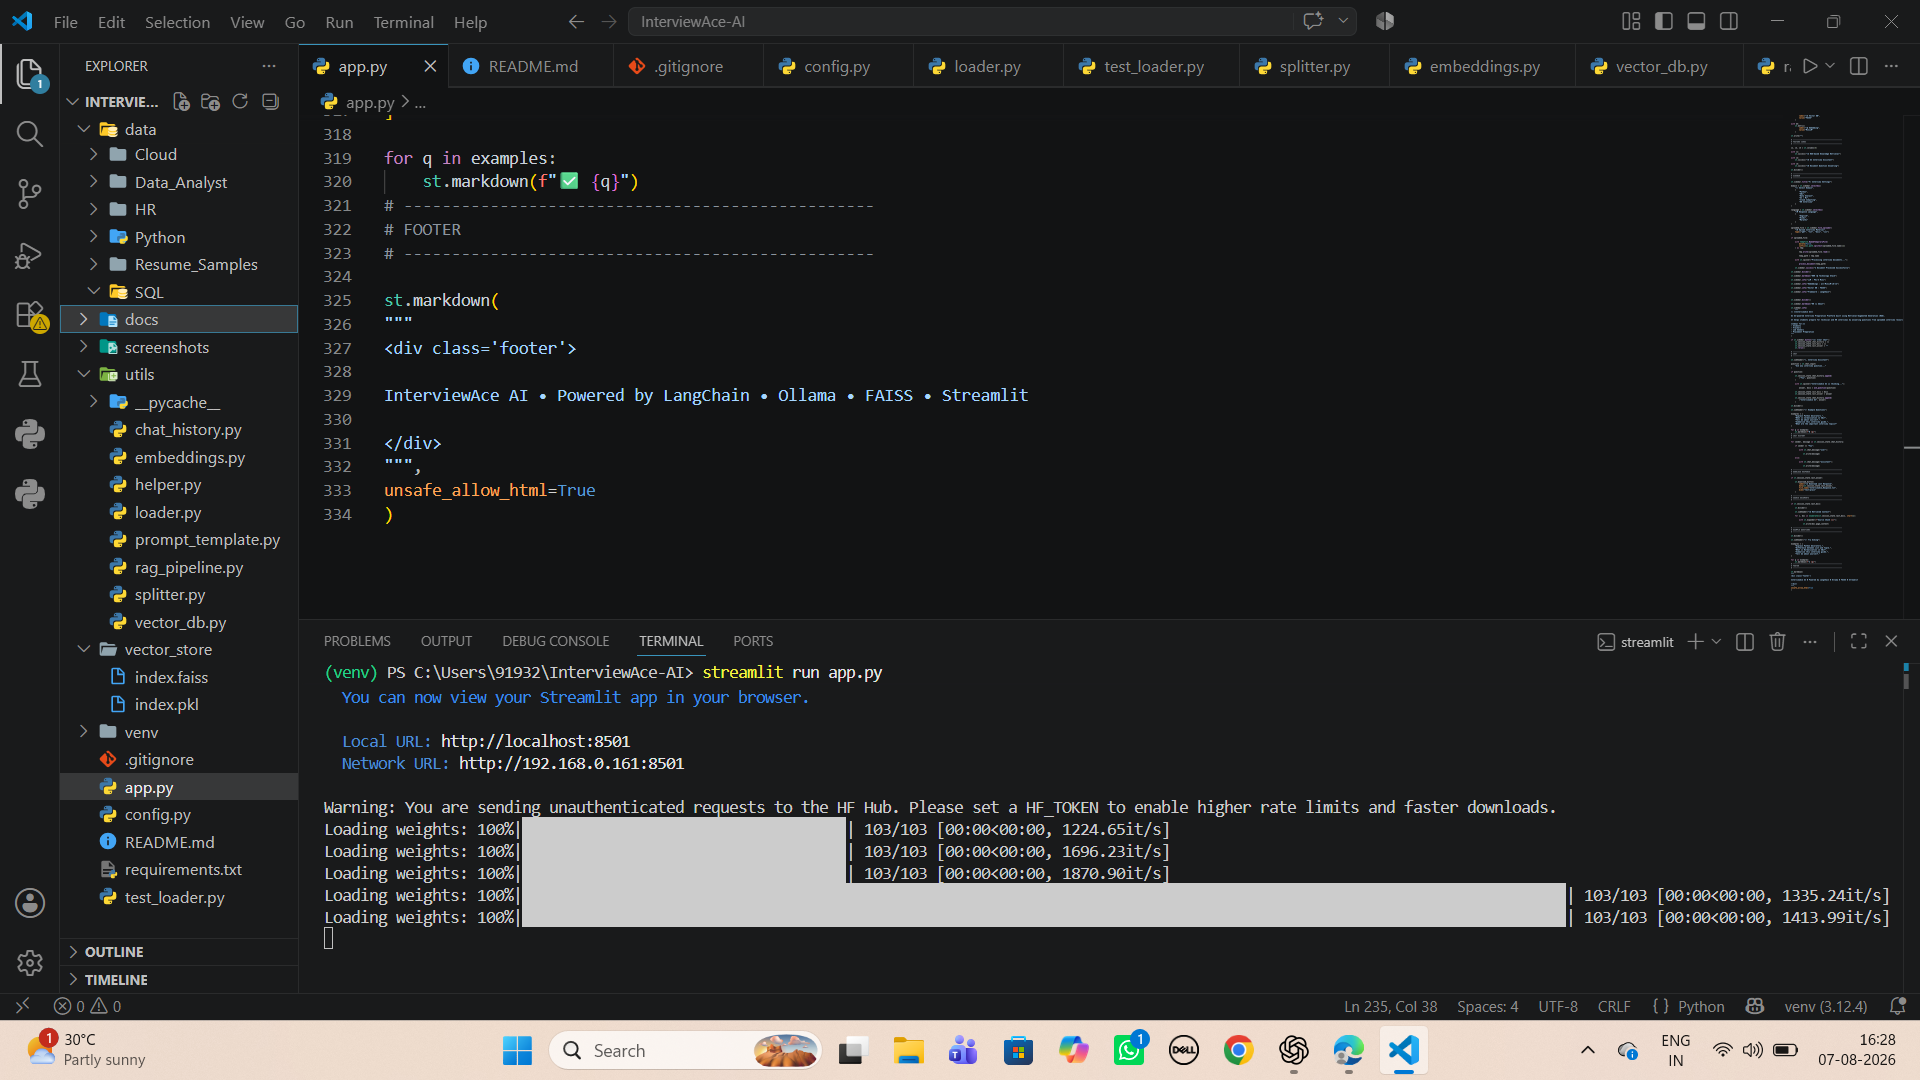 File Edit Selection View Go Run Terminal Help
InterviewAce-AI
EXPLORER
1
app.py
README.md
.gitignore
config.py
loader.py
test_loader.py
splitter.py
embeddings.py
vector_db.py
INTERVIE...
app.py > ...
data
Cloud
Data_Analyst
HR
Python
Resume_Samples
SQL
docs
screenshots
utils
__pycache__
chat_history.py
embeddings.py
helper.py
loader.py
prompt_template.py
rag_pipeline.py
splitter.py
vector_db.py
vector_store
index.faiss
index.pkl
venv
.gitignore
app.py
config.py
README.md
requirements.txt
test_loader.py
OUTLINE
TIMELINE
318
319 for q in examples:
320 st.markdown(f"✅ {q}")
321 # -------------------------------------------------
322 # FOOTER
323 # -------------------------------------------------
324
325 st.markdown(
326 """
327 <div class='footer'>
328
329 InterviewAce AI • Powered by LangChain • Ollama • FAISS • Streamlit
330
331 </div>
332 """,
333 unsafe_allow_html=True
334 )
PROBLEMS OUTPUT DEBUG CONSOLE TERMINAL PORTS
streamlit
(venv) PS C:\Users\91932\InterviewAce-AI> streamlit run app.py
You can now view your Streamlit app in your browser.
Local URL: http://localhost:8501
Network URL: http://192.168.0.161:8501
Warning: You are sending unauthenticated requests to the HF Hub. Please set a HF_TOKEN to enable higher rate limits and faster downloads.
Loading weights: 100%| | 103/103 [00:00<00:00, 1224.65it/s]
Loading weights: 100%| | 103/103 [00:00<00:00, 1696.23it/s]
Loading weights: 100%| | 103/103 [00:00<00:00, 1870.90it/s]
Loading weights: 100%| | 103/103 [00:00<00:00, 1335.24it/s]
Loading weights: 100%| | 103/103 [00:00<00:00, 1413.99it/s]
0 0
Ln 235, Col 38 Spaces: 4 UTF-8 CRLF {} Python venv (3.12.4)
1
30°C
Partly sunny
Search
DELL
1
ENG
IN
16:28
07-08-2026